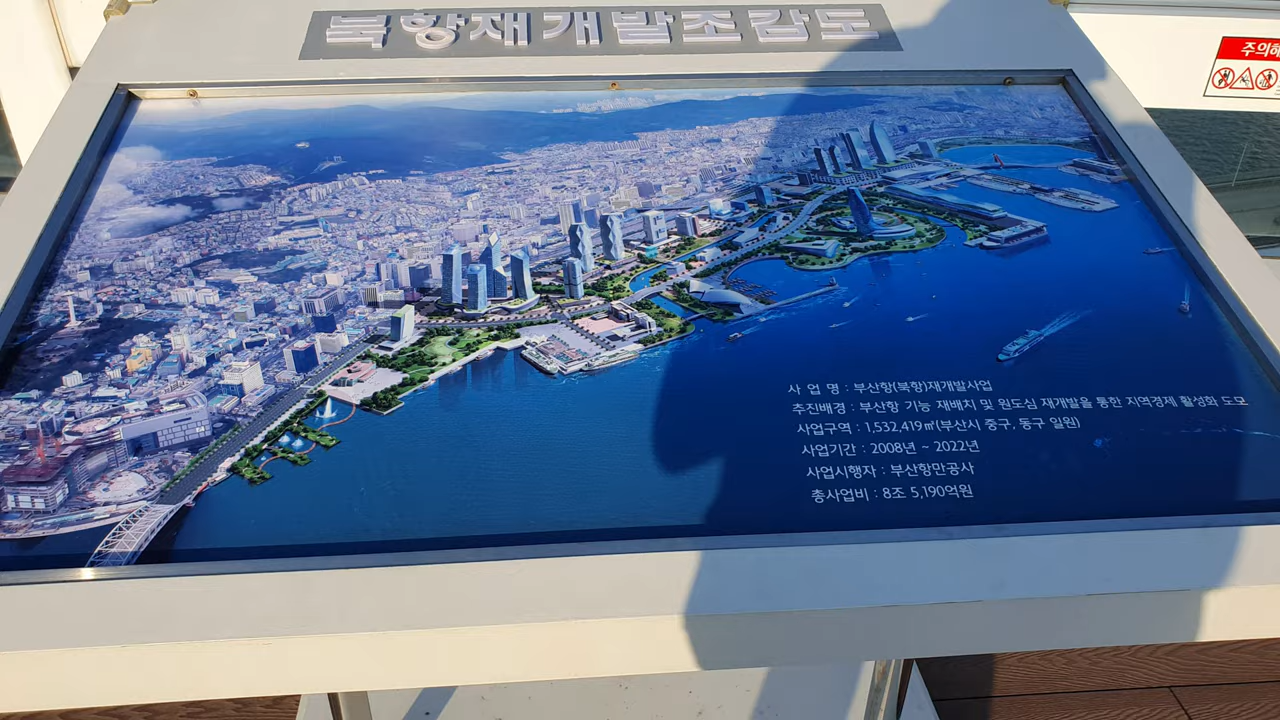 북항재개발조감도
주의하
사 업 명 : 부산항(북항)재개발사업
추진배경 : 부산항 기능 재배치 및 원도심 재개발을 통한 지역경제 활성화 도모
사업구역 : 1,532,419㎡(부산시 중구, 동구 일원)
사업기간 : 2008년 ~ 2022년
사업시행자 : 부산항만공사
총사업비 : 8조 5,190억원